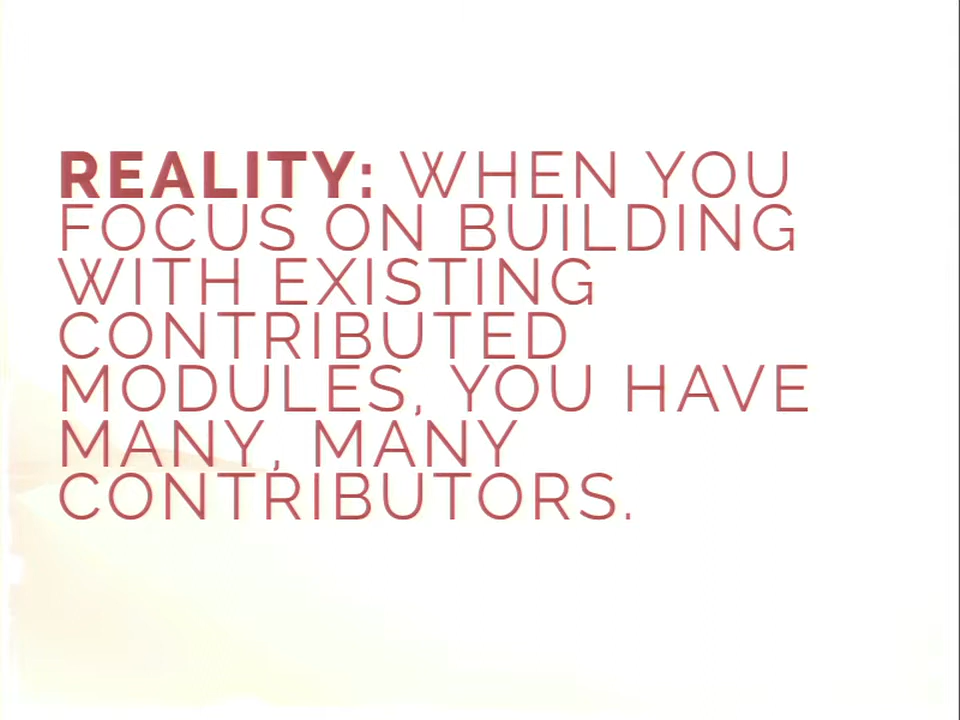 REALITY: WHEN YOU
FOCUS ON BUILDING
WITH EXISTING
CONTRIBUTED
MODULES, YOU HAVE
MANY, MANY
CONTRIBUTORS.